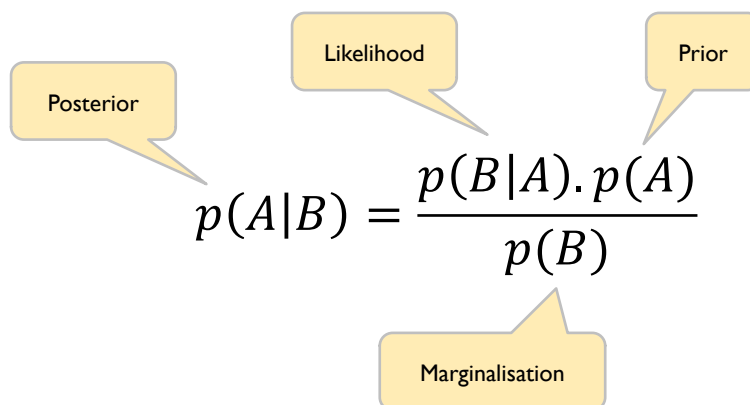 Likelihood
Prior
Posterior
p(A|B) = p(B|A). p(A)
p(B)
Marginalisation